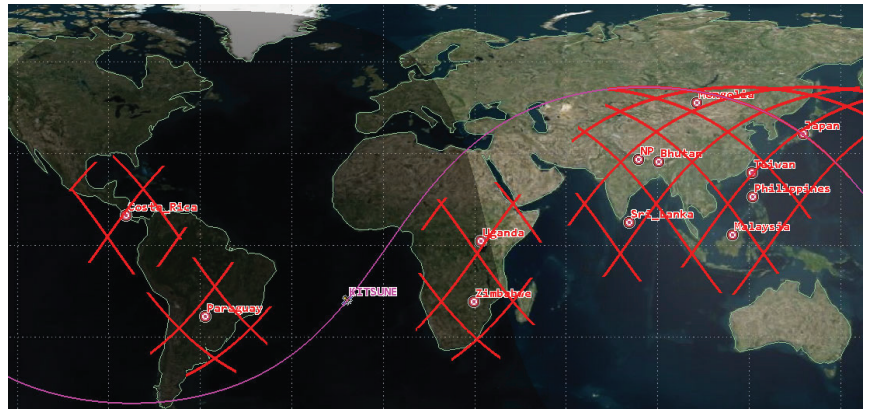 Mongolia
Japan
NP
Bhutan
Taiwan
Philippines
Costa_Rica
Sri_Lanka
Malaysia
Uganda
KITSUNE
Zimbabwe
Paraguay